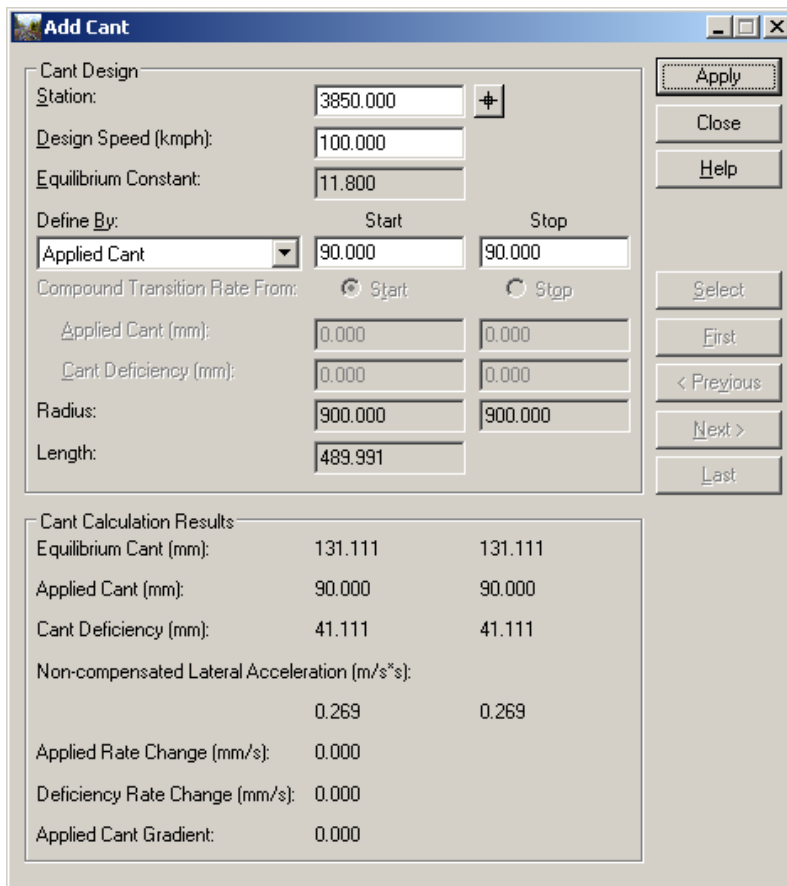 Add Cant
Cant Design
Station: 3850.000
Design Speed (kmph): 100.000
Equilibrium Constant: 11.800
Define By: Start Stop
Applied Cant 90.000 90.000
Compound Transition Rate From: Start Stop
Applied Cant (mm): 0.000 0.000
Cant Deficiency (mm): 0.000 0.000
Radius: 900.000 900.000
Length: 489.991
Apply
Close
Help
Select
First
< Previous
Next >
Last
Cant Calculation Results
Equilibrium Cant (mm): 131.111 131.111
Applied Cant (mm): 90.000 90.000
Cant Deficiency (mm): 41.111 41.111
Non-compensated Lateral Acceleration (m/s*s):
0.269 0.269
Applied Rate Change (mm/s): 0.000
Deficiency Rate Change (mm/s): 0.000
Applied Cant Gradient: 0.000